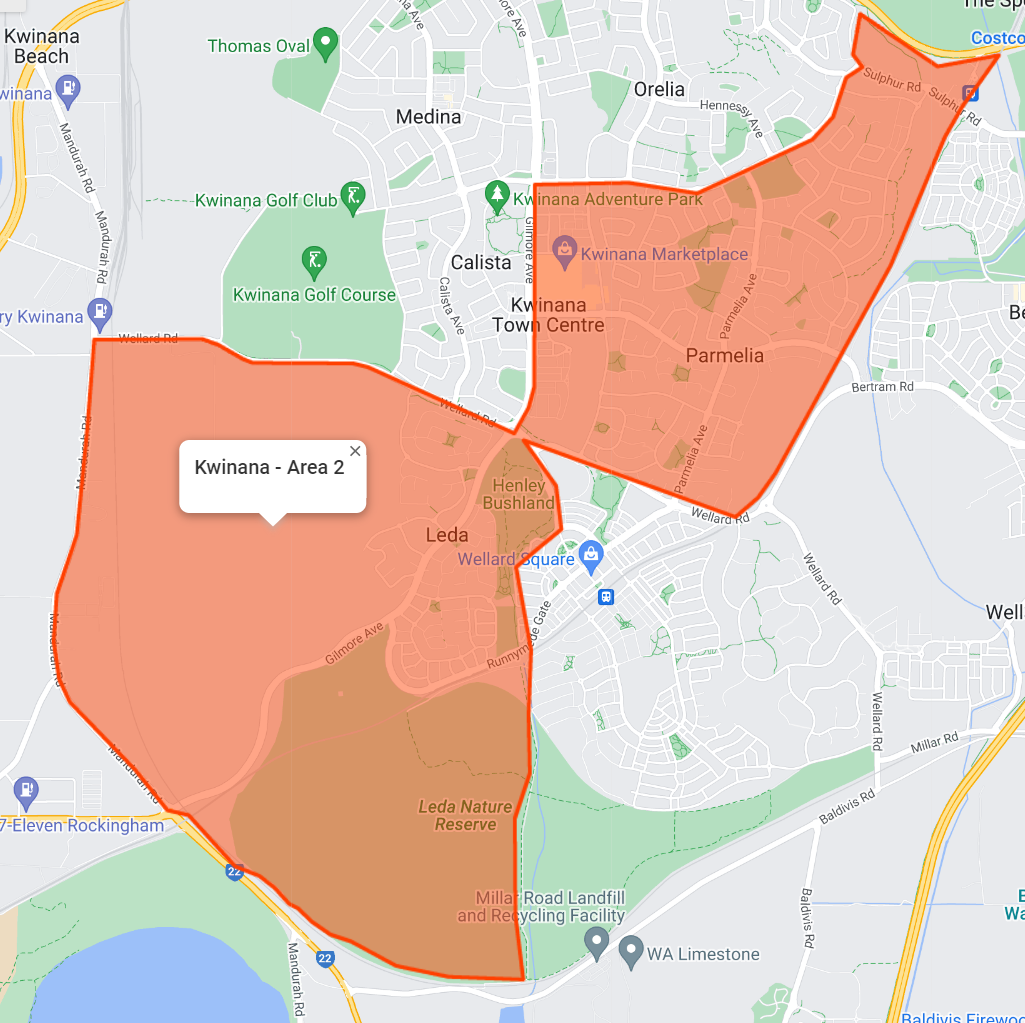 The Sp
Kwinana
Beach
Thomas Oval
Costco
winana
Orelia
Sulphur Rd
Sulphur Rd
Hennessy Ave
Medina
Mandurah Rd
Kwinana Golf Club
Kwinana Adventure Park
Mandurah Rd
Gilmore Ave
Kwinana Marketplace
Calista
Kwinana Golf Course
Calista Ave
Kwinana
Town Centre
Parmelia Ave
ry Kwinana
Be
Wellard Rd
Parmelia
Bertram Rd
Wellard Rd
Mandurah Rd
Parmelia Ave
Kwinana - Area 2
×
Henley
Bushland
Wellard Rd
Leda
Wellard Square
Wellard Rd
Runnymede Gate
Well
Mandurah Rd
Gilmore Ave
Wellard Rd
Millar Rd
Mandurah Rd
7-Eleven Rockingham
Leda Nature
Reserve
Baldivis Rd
22
Millar Road Landfill
and Recycling Facility
Baldivis Rd
E
Wa
22
Mandurah Rd
WA Limestone
Baldivis Firewoo